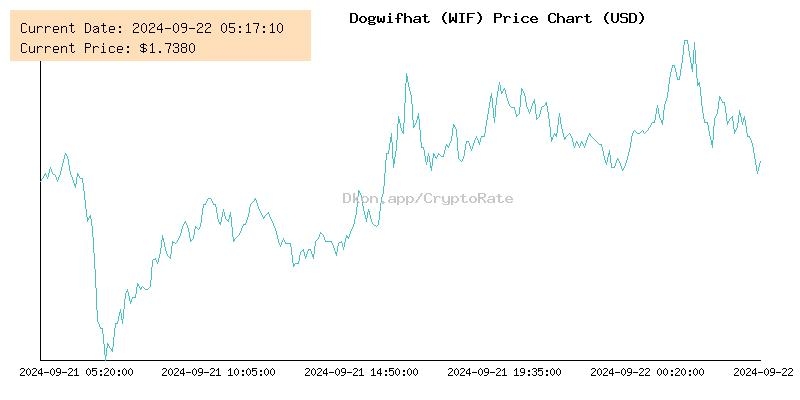 Dogwifhat (WIF) Price Chart (USD)
Current Date: 2024-09-22 05:17:10
Current Price: $1.7380
Dkon.app/CryptoRate
2024-09-21 05:20:00 2024-09-21 10:05:00 2024-09-21 14:50:00 2024-09-21 19:35:00 2024-09-22 00:20:00 2024-09-22